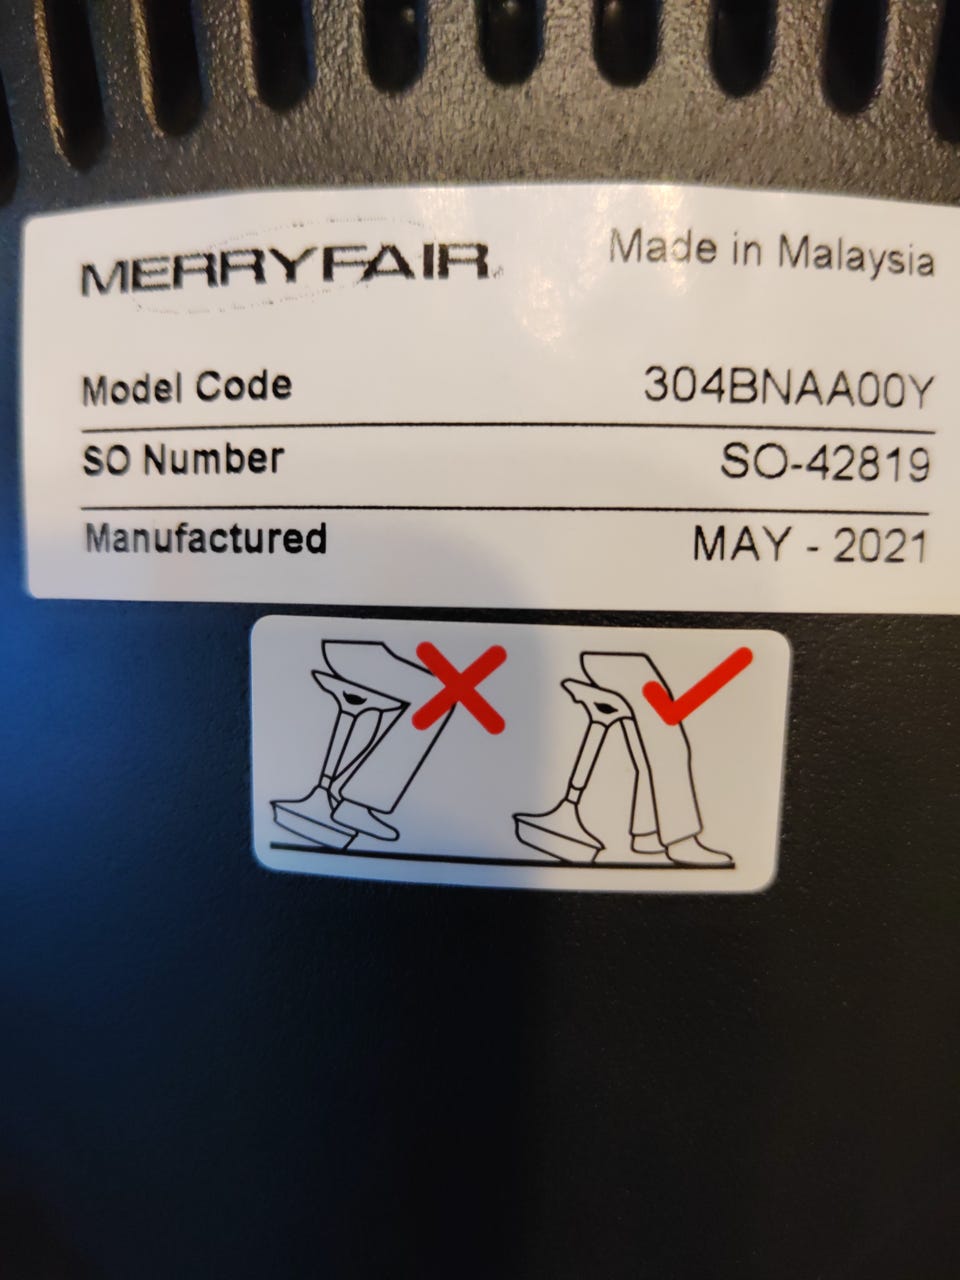 MERRYFAIR
Made in Malaysia
Model Code 304BNAA00Y
SO Number SO-42819
Manufactured MAY - 2021